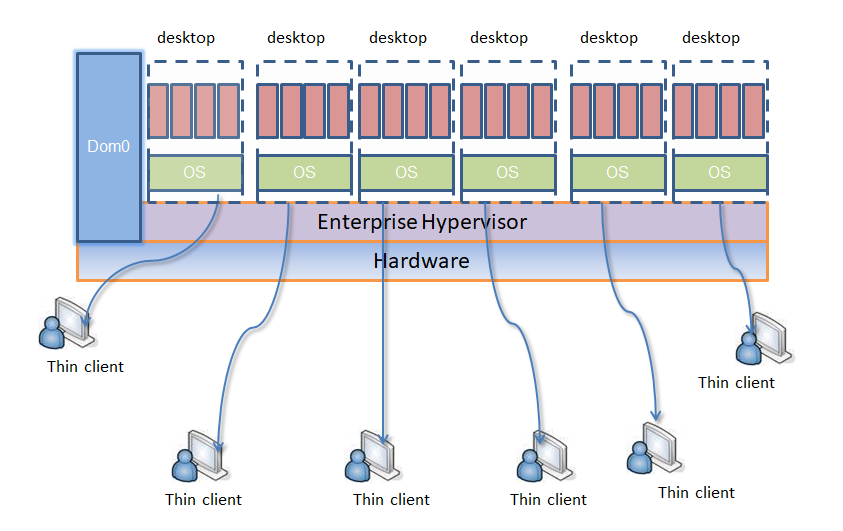 desktop
desktop
desktop
desktop
desktop
desktop
Dom0
OS
OS
OS
OS
OS
OS
Enterprise Hypervisor
Hardware
Thin client
Thin client
Thin client
Thin client
Thin client
Thin client